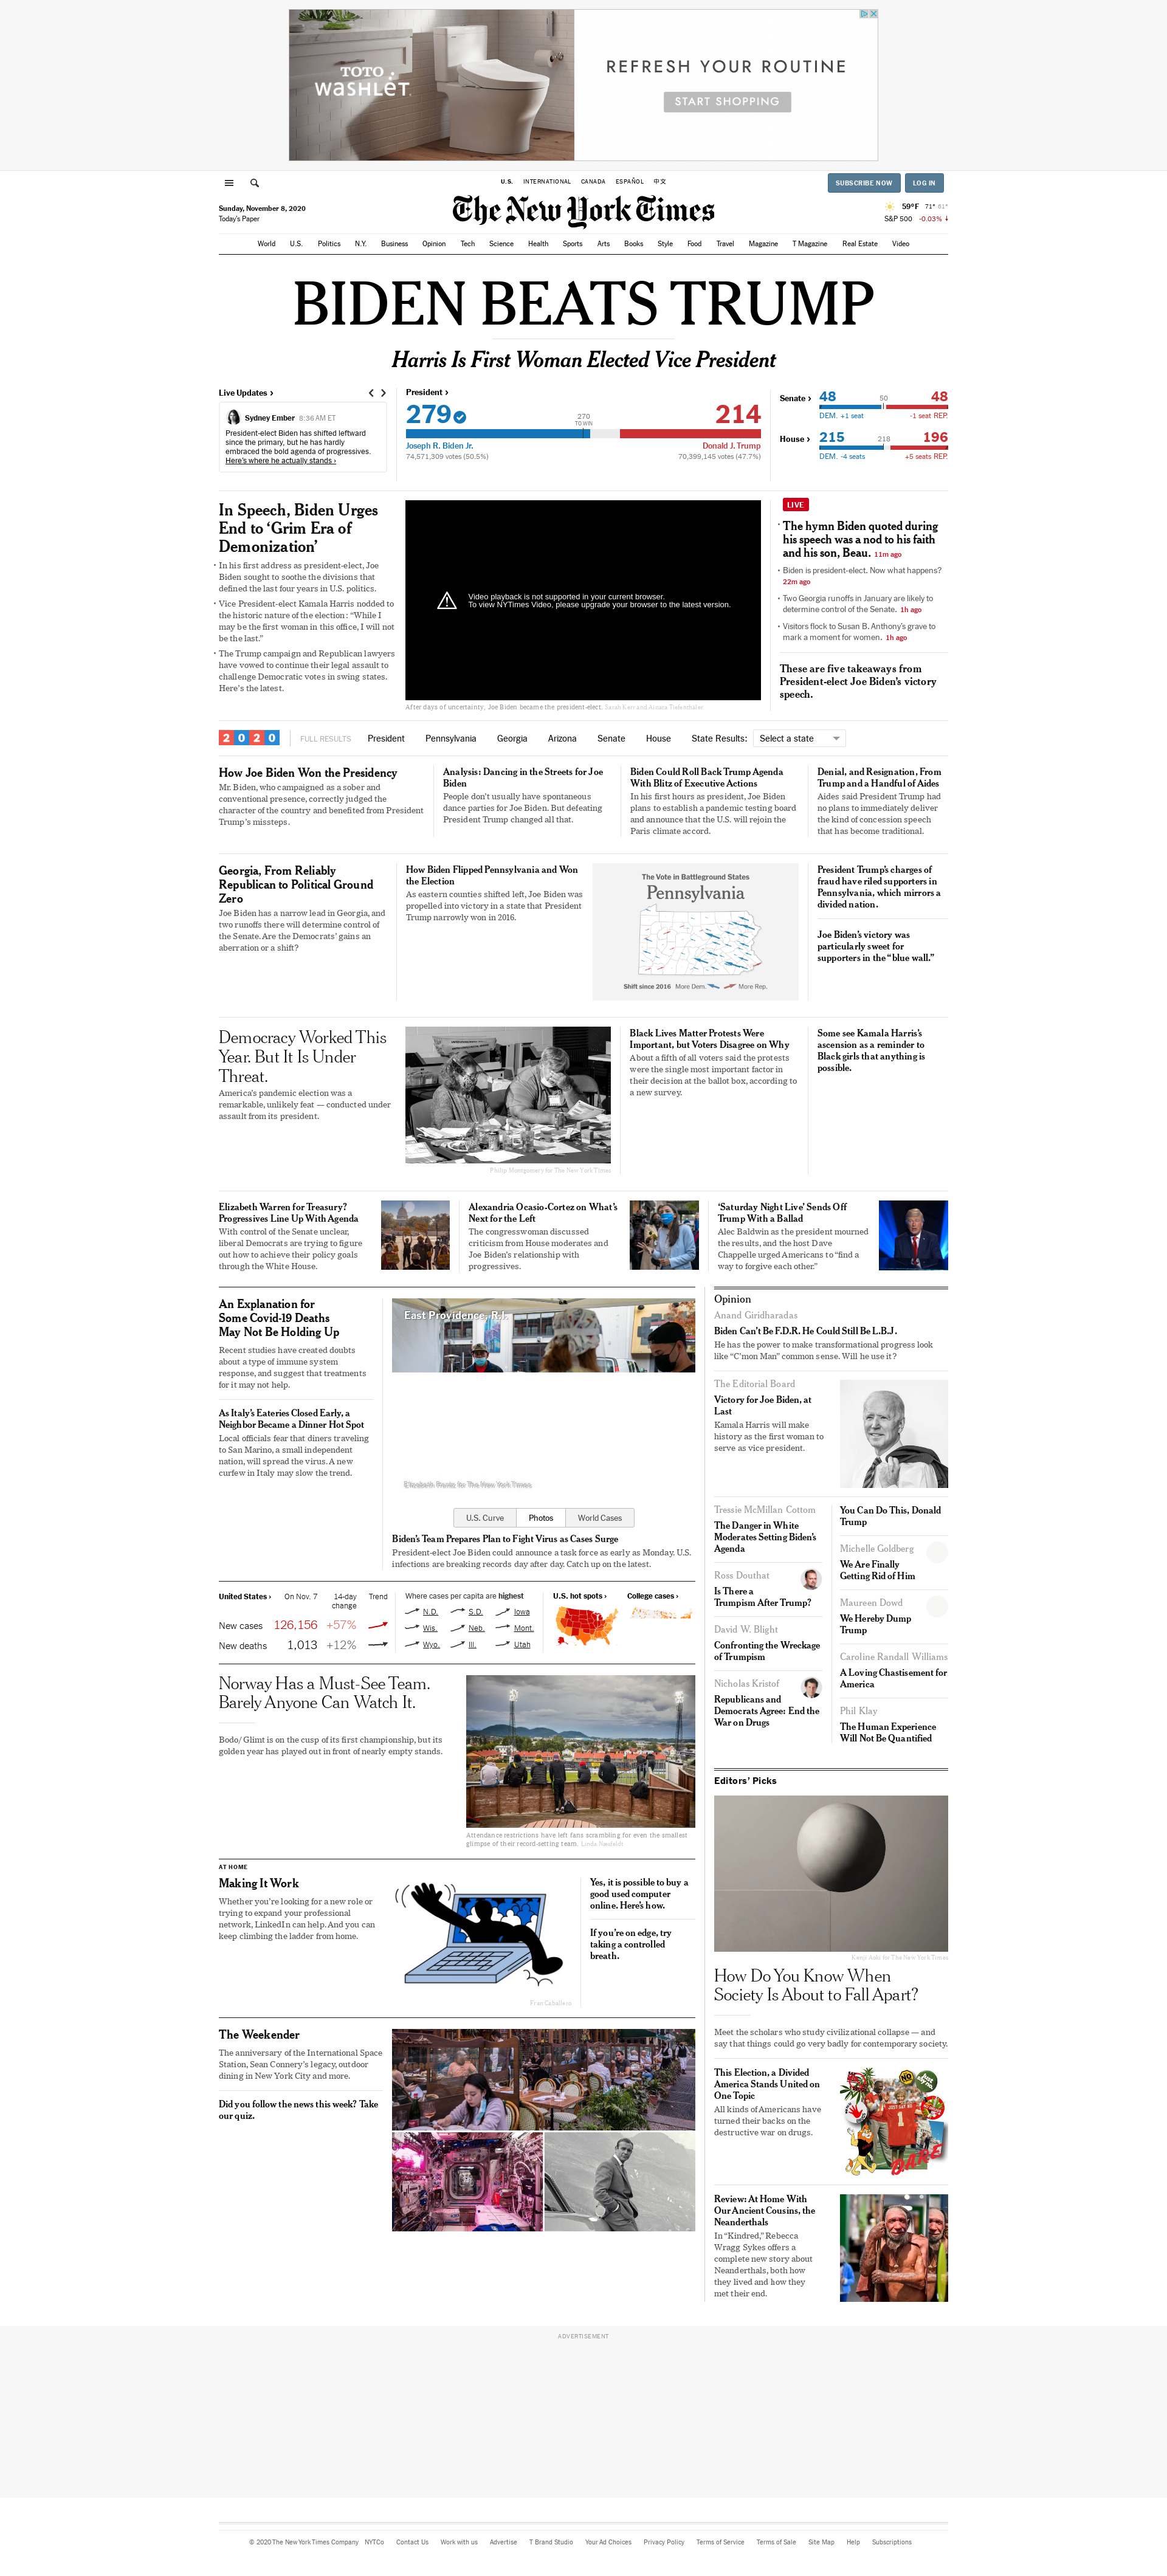 TOTO
WASHLET
REFRESH YOUR ROUTINE
START SHOPPING
U.S. INTERNATIONAL CANADA ESPAÑOL 中文
SUBSCRIBE NOW LOG IN
Sunday, November 8, 2020
Today's Paper
The New York Times
59°F 71° 61°
S&P 500 -0.03% ↓
World U.S. Politics N.Y. Business Opinion Tech Science Health Sports Arts Books Style Food Travel Magazine T Magazine Real Estate Video
BIDEN BEATS TRUMP
Harris Is First Woman Elected Vice President
Live Updates ›
Sydney Ember 8:36 AM ET
President-elect Biden has shifted leftward
since the primary, but he has hardly
embraced the bold agenda of progressives.
Here's where he actually stands ›
President ›
279 214
270
TO WIN
Joseph R. Biden Jr. Donald J. Trump
74,571,309 votes (50.5%) 70,399,145 votes (47.7%)
Senate › 48 50 48
DEM. +1 seat -1 seat REP.
House › 215 218 196
DEM. -4 seats +5 seats REP.
In Speech, Biden Urges
End to ‘Grim Era of
Demonization’
• In his first address as president-elect, Joe
Biden sought to soothe the divisions that
defined the last four years in U.S. politics.
• Vice President-elect Kamala Harris nodded to
the historic nature of the election: “While I
may be the first woman in this office, I will not
be the last.”
• The Trump campaign and Republican lawyers
have vowed to continue their legal assault to
challenge Democratic votes in swing states.
Here's the latest.
Video playback is not supported in your current browser.
To view NYTimes Video, please upgrade your browser to the latest version.
After days of uncertainty, Joe Biden became the president-elect. Sarah Kerr and Ainara Tiefenthäler
LIVE
• The hymn Biden quoted during
his speech was a nod to his faith
and his son, Beau. 11m ago
• Biden is president-elect. Now what happens?
22m ago
• Two Georgia runoffs in January are likely to
determine control of the Senate. 1h ago
• Visitors flock to Susan B. Anthony's grave to
mark a moment for women. 1h ago
These are five takeaways from
President-elect Joe Biden's victory
speech.
2020 FULL RESULTS President Pennsylvania Georgia Arizona Senate House State Results: Select a state
How Joe Biden Won the Presidency
Mr. Biden, who campaigned as a sober and
conventional presence, correctly judged the
character of the country and benefited from President
Trump's missteps.
Analysis: Dancing in the Streets for Joe
Biden
People don't usually have spontaneous
dance parties for Joe Biden. But defeating
President Trump changed all that.
Biden Could Roll Back Trump Agenda
With Blitz of Executive Actions
In his first hours as president, Joe Biden
plans to establish a pandemic testing board
and announce that the U.S. will rejoin the
Paris climate accord.
Denial, and Resignation, From
Trump and a Handful of Aides
Aides said President Trump had
no plans to immediately deliver
the kind of concession speech
that has become traditional.
Georgia, From Reliably
Republican to Political Ground
Zero
Joe Biden has a narrow lead in Georgia, and
two runoffs there will determine control of
the Senate. Are the Democrats' gains an
aberration or a shift?
How Biden Flipped Pennsylvania and Won
the Election
As eastern counties shifted left, Joe Biden was
propelled into victory in a state that President
Trump narrowly won in 2016.
The Vote in Battleground States
Pennsylvania
Shift since 2016 More Dem. More Rep.
President Trump's charges of
fraud have riled supporters in
Pennsylvania, which mirrors a
divided nation.
Joe Biden's victory was
particularly sweet for
supporters in the “blue wall.”
Democracy Worked This
Year. But It Is Under
Threat.
America's pandemic election was a
remarkable, unlikely feat — conducted under
assault from its president.
Philip Montgomery for The New York Times
Black Lives Matter Protests Were
Important, but Voters Disagree on Why
About a fifth of all voters said the protests
were the single most important factor in
their decision at the ballot box, according to
a new survey.
Some see Kamala Harris's
ascension as a reminder to
Black girls that anything is
possible.
Elizabeth Warren for Treasury?
Progressives Line Up With Agenda
With control of the Senate unclear,
liberal Democrats are trying to figure
out how to achieve their policy goals
through the White House.
Alexandria Ocasio-Cortez on What's
Next for the Left
The congresswoman discussed
criticism from House moderates and
Joe Biden's relationship with
progressives.
‘Saturday Night Live’ Sends Off
Trump With a Ballad
Alec Baldwin as the president mourned
the results, and the host Dave
Chappelle urged Americans to “find a
way to forgive each other.”
An Explanation for
Some Covid-19 Deaths
May Not Be Holding Up
Recent studies have created doubts
about a type of immune system
response, and suggest that treatments
for it may not help.
As Italy's Eateries Closed Early, a
Neighbor Became a Dinner Hot Spot
Local officials fear that diners traveling
to San Marino, a small independent
nation, will spread the virus. A new
curfew in Italy may slow the trend.
East Providence, R.I.
Elizabeth Frantz for The New York Times
U.S. Curve Photos World Cases
Biden's Team Prepares Plan to Fight Virus as Cases Surge
President-elect Joe Biden could announce a task force as early as Monday. U.S.
infections are breaking records day after day. Catch up on the latest.
United States › On Nov. 7 14-day
change Trend
New cases 126,156 +57%
New deaths 1,013 +12%
Where cases per capita are highest
N.D. S.D. Iowa
Wis. Neb. Mont.
Wyo. Ill. Utah
U.S. hot spots › College cases ›
Norway Has a Must-See Team.
Barely Anyone Can Watch It.
Bodo/Glimt is on the cusp of its first championship, but its
golden year has played out in front of nearly empty stands.
Attendance restrictions have left fans scrambling for even the smallest
glimpse of their record-setting team. Linda Næsfeldt
AT HOME
Making It Work
Whether you're looking for a new role or
trying to expand your professional
network, LinkedIn can help. And you can
keep climbing the ladder from home.
Fran Caballero
Yes, it is possible to buy a
good used computer
online. Here's how.
If you're on edge, try
taking a controlled
breath.
The Weekender
The anniversary of the International Space
Station, Sean Connery's legacy, outdoor
dining in New York City and more.
Did you follow the news this week? Take
our quiz.
Opinion
Anand Giridharadas
Biden Can't Be F.D.R. He Could Still Be L.B.J.
He has the power to make transformational progress look
like “C'mon Man” common sense. Will he use it?
The Editorial Board
Victory for Joe Biden, at
Last
Kamala Harris will make
history as the first woman to
serve as vice president.
Tressie McMillan Cottom
The Danger in White
Moderates Setting Biden's
Agenda
Ross Douthat
Is There a
Trumpism After Trump?
David W. Blight
Confronting the Wreckage
of Trumpism
Nicholas Kristof
Republicans and
Democrats Agree: End the
War on Drugs
You Can Do This, Donald
Trump
Michelle Goldberg
We Are Finally
Getting Rid of Him
Maureen Dowd
We Hereby Dump
Trump
Caroline Randall Williams
A Loving Chastisement for
America
Phil Klay
The Human Experience
Will Not Be Quantified
Editors' Picks
Kenji Aoki for The New York Times
How Do You Know When
Society Is About to Fall Apart?
Meet the scholars who study civilizational collapse — and
say that things could go very badly for contemporary society.
This Election, a Divided
America Stands United on
One Topic
All kinds of Americans have
turned their backs on the
destructive war on drugs.
NO
1
DARE
Review: At Home With
Our Ancient Cousins, the
Neanderthals
In “Kindred,” Rebecca
Wragg Sykes offers a
complete new story about
Neanderthals, both how
they lived and how they
met their end.
ADVERTISEMENT
© 2020 The New York Times Company NYTCo Contact Us Work with us Advertise T Brand Studio Your Ad Choices Privacy Policy Terms of Service Terms of Sale Site Map Help Subscriptions